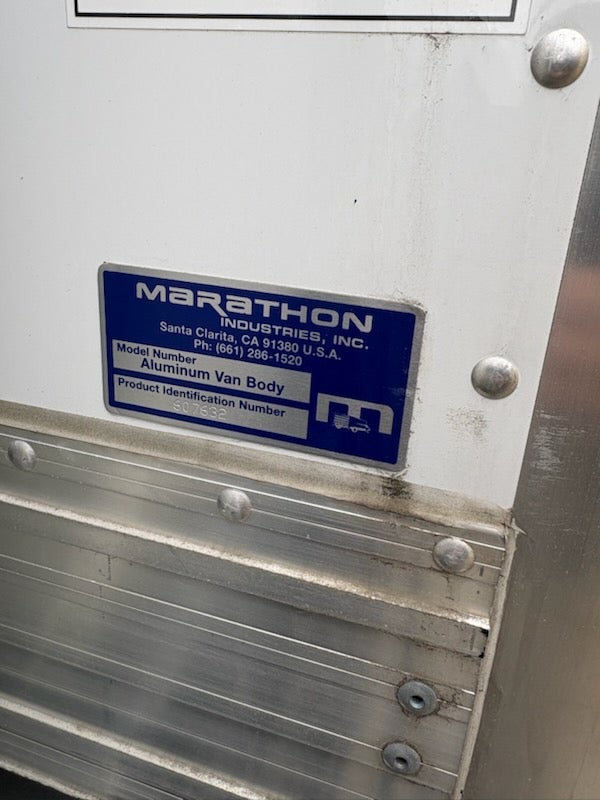 MARATHON
INDUSTRIES, INC.
Santa Clarita, CA 91380 U.S.A.
Ph: (661) 286-1520
Model Number
Aluminum Van Body
Product Identification Number